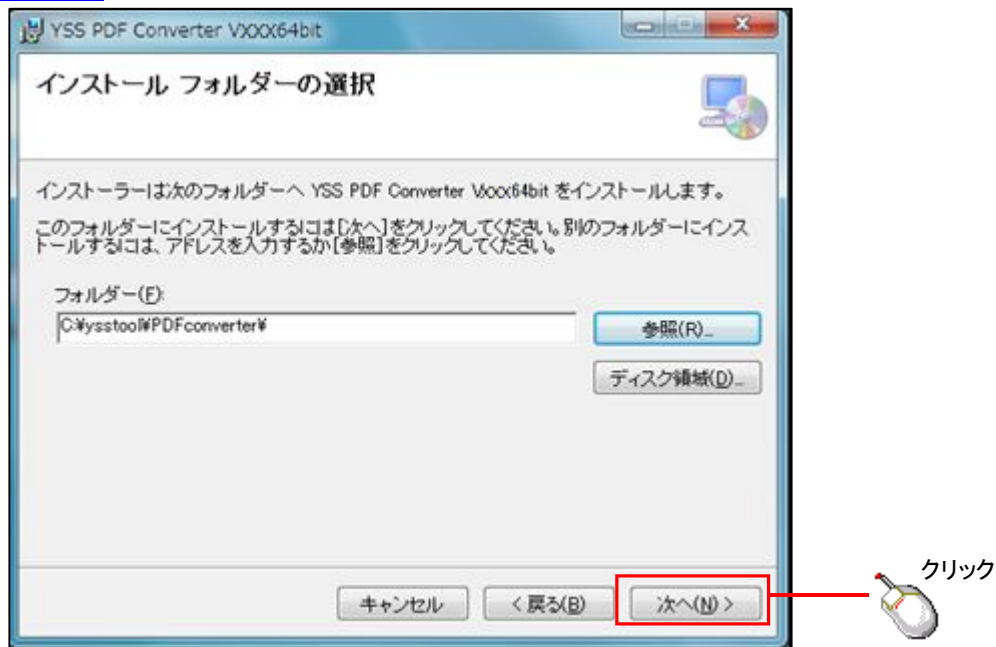 YSS PDF Converter VXXX64bit
インストール フォルダーの選択
インストーラーは次のフォルダーへ YSS PDF Converter Vxxx64bit をインストールします。
このフォルダーにインストールするには[次へ]をクリックしてください。別のフォルダーにインス
トールするには、アドレスを入力するか[参照]をクリックしてください。
フォルダー(F):
C:¥ysstool¥PDFconverter¥
参照(R)...
ディスク領域(D)...
キャンセル
< 戻る(B)
次へ(N) >
クリック